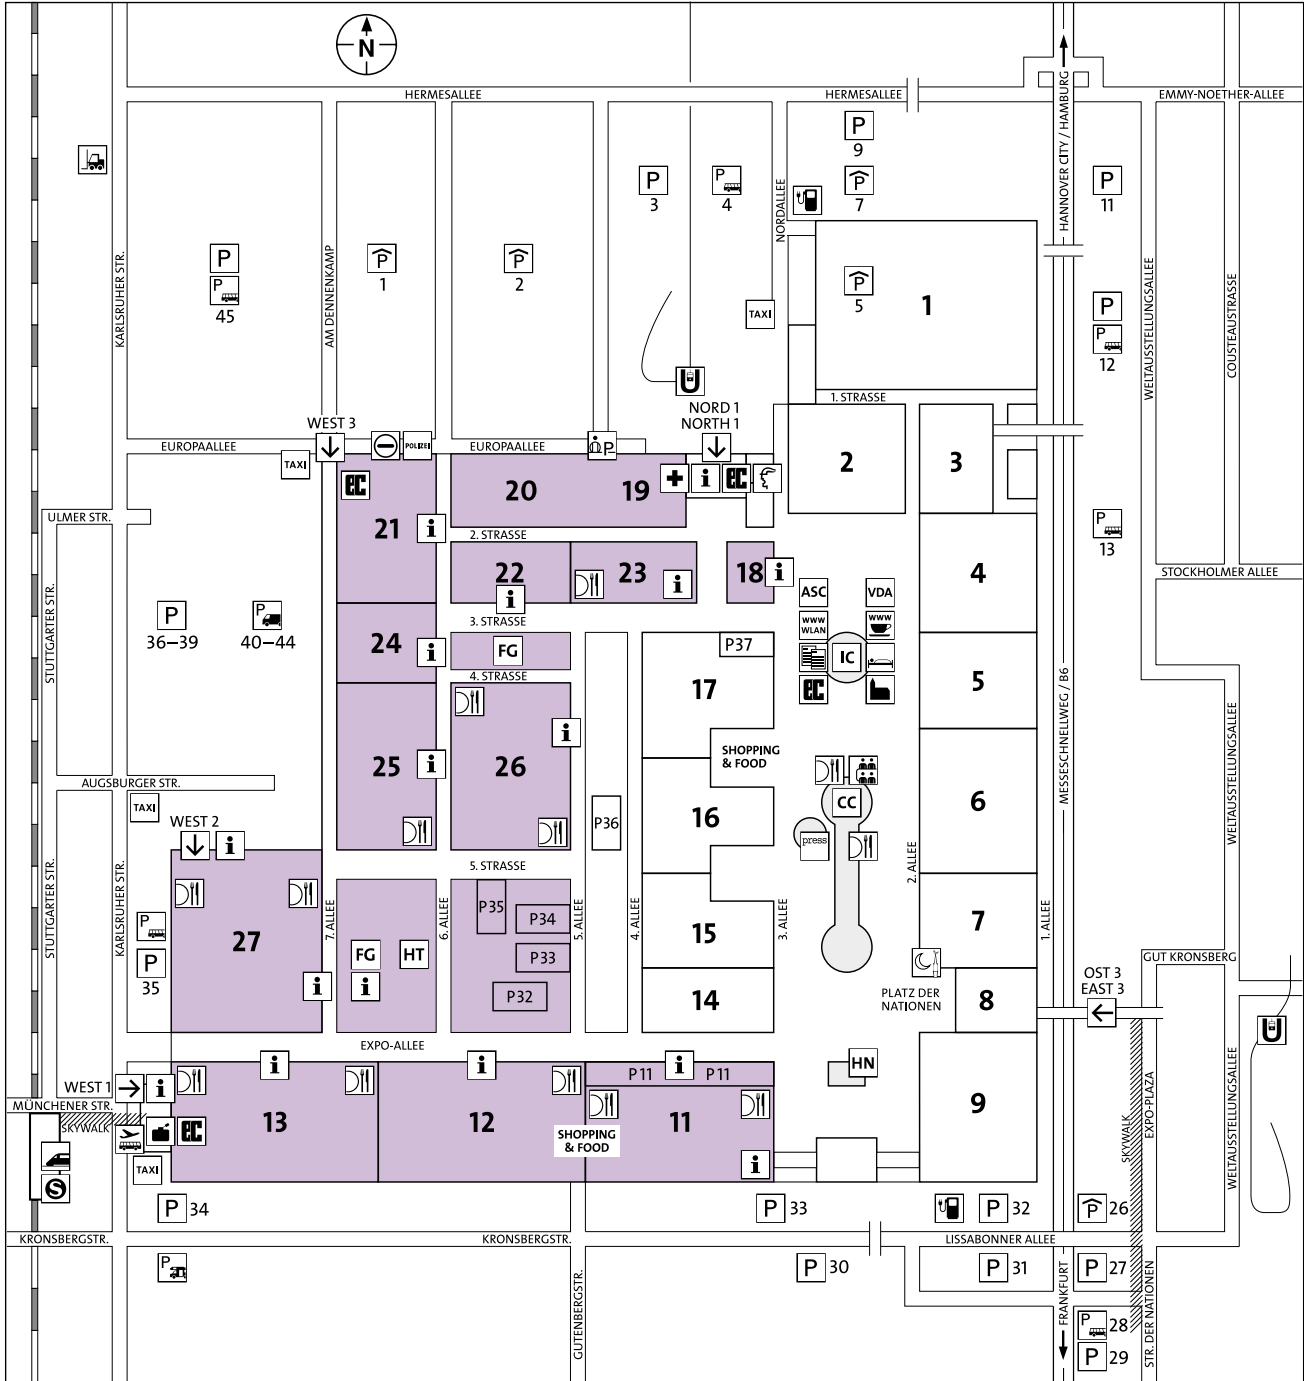 N
HERMESALLEE
HERMESALLEE
EMMY-NOETHER-ALLEE
HANNOVER CITY / HAMBURG
P
9
P
3
P
4
P
7
P
11
NORDALLEE
KARLSRUHER STR.
AM DENNENKAMP
P
P
45
P
1
P
2
P
5
1
TAXI
P
P
12
WELTAUSSTELLUNGSALLEE
COUSTEAUSTRASSE
U
1. STRASSE
WEST 3
NORD 1
NORTH 1
EUROPAALLEE
POLIZEI
EUROPAALLEE
P
TAXI
ec
20
19
i
ec
2
3
ULMER STR.
21
i
2. STRASSE
P
13
22
23
18
i
i
i
4
STOCKHOLMER ALLEE
ASC
VDA
STUTTGARTER STR.
P
36–39
P
40–44
3. STRASSE
WWW
WLAN
WWW
24
i
FG
P37
IC
4. STRASSE
17
5
ec
25
i
26
i
SHOPPING
& FOOD
MESSESCHNELLWEG / B6
WELTAUSSTELLUNGSALLEE
AUGSBURGER STR.
TAXI
P36
16
CC
6
press
WEST 2
i
5. STRASSE
2. ALLEE
STUTTGARTER STR.
KARLSRUHER STR.
7. ALLEE
6. ALLEE
5. ALLEE
4. ALLEE
3. ALLEE
1. ALLEE
P
P
35
27
i
FG
i
HT
P35
P34
P33
P32
15
7
14
PLATZ DER
NATIONEN
8
OST 3
EAST 3
GUT KRONSBERG
U
EXPO-ALLEE
WEST 1
i
i
i
i
P11
P11
HN
MÜNCHENER STR.
SKYWALK
ec
13
12
11
9
SHOPPING
& FOOD
i
SKYWALK
EXPO-PLAZA
WELTAUSSTELLUNGSALLEE
TAXI
S
P
34
P
33
P
32
P
26
KRONSBERGSTR.
KRONSBERGSTR.
LISSABONNER ALLEE
P
P
30
P
31
P
27
GUTENBERGSTR.
FRANKFURT
STR. DER NATIONEN
P
28
P
29